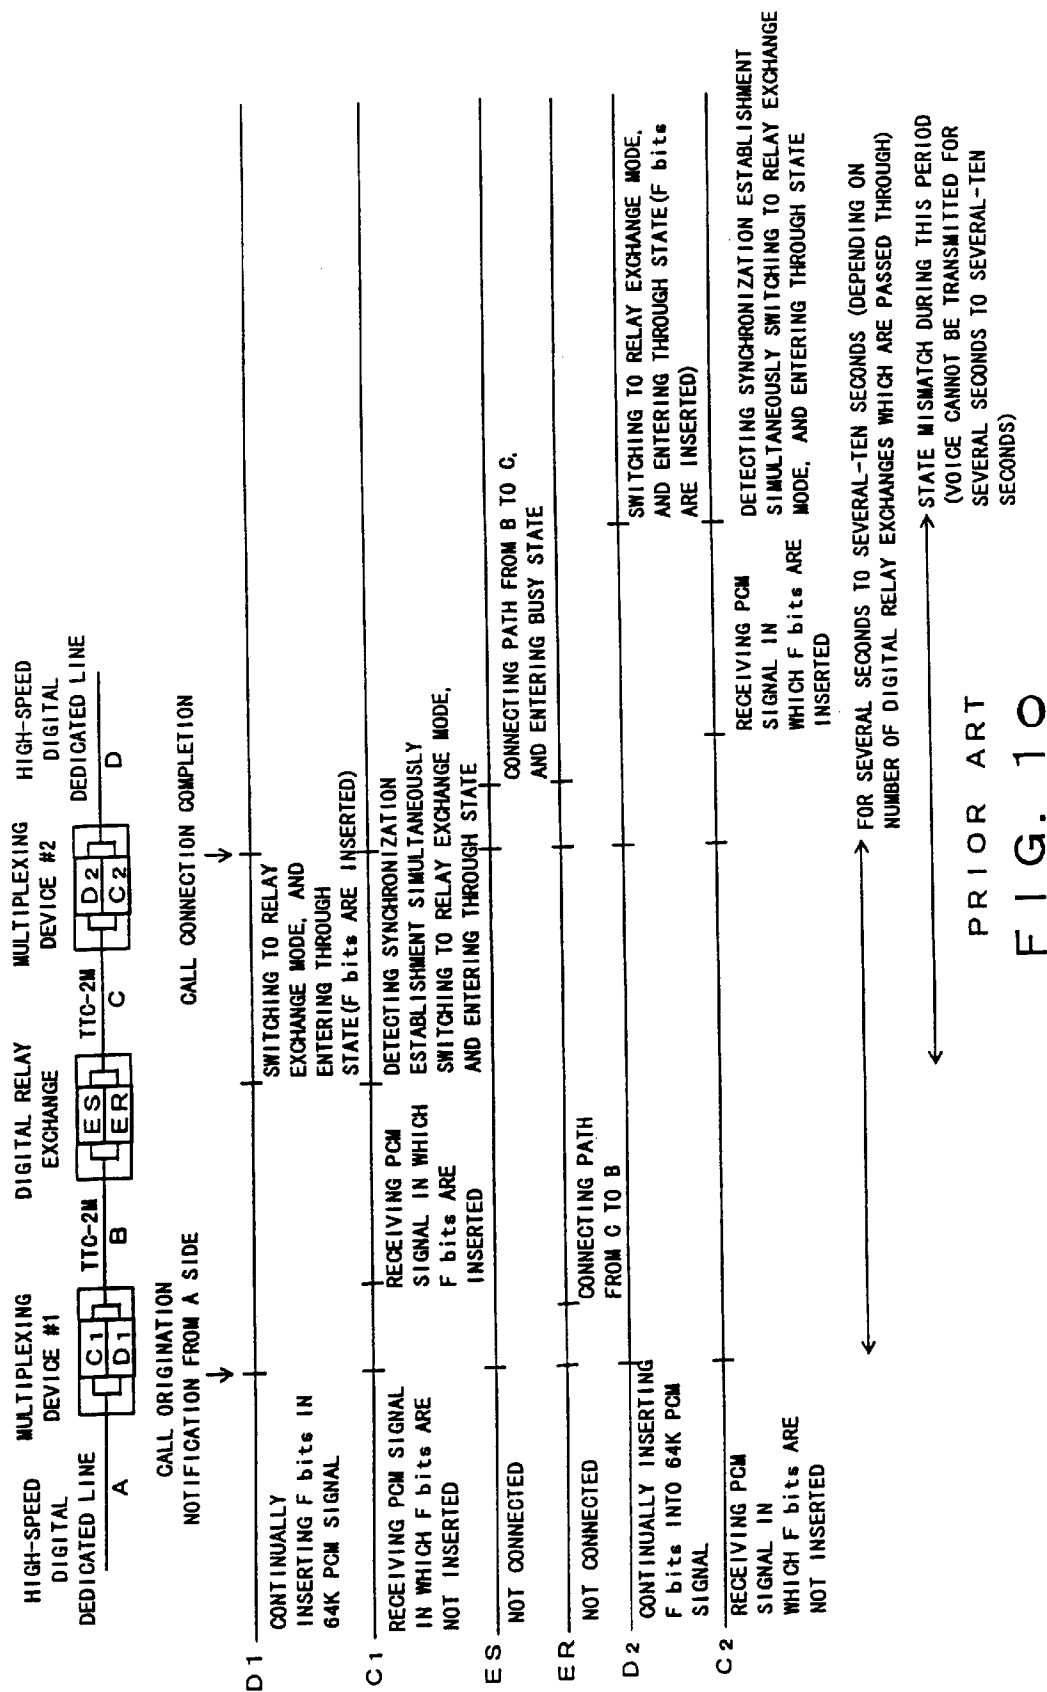 HIGH-SPEED
DIGITAL
DEDICATED LINE
A
MULTIPLEXING
DEVICE #1
C1
D1
TTC-2M
B
DIGITAL RELAY
EXCHANGE
ES
ER
TTC-2M
C
MULTIPLEXING
DEVICE #2
D2
C2
HIGH-SPEED
DIGITAL
DEDICATED LINE
D
CALL ORIGINATION
NOTIFICATION FROM A SIDE
CALL CONNECTION COMPLETION
D1
CONTINUALLY
INSERTING F bits IN
64K PCM SIGNAL
SWITCHING TO RELAY
EXCHANGE MODE, AND
ENTERING THROUGH
STATE(F bits ARE INSERTED)
C1
RECEIVING PCM SIGNAL
IN WHICH F bits ARE
NOT INSERTED
RECEIVING PCM
SIGNAL IN WHICH
F bits ARE
INSERTED
DETECTING SYNCHRONIZATION
ESTABLISHMENT SIMULTANEOUSLY
SWITCHING TO RELAY EXCHANGE MODE,
AND ENTERING THROUGH STATE
ES
NOT CONNECTED
CONNECTING PATH FROM B TO C,
AND ENTERING BUSY STATE
ER
NOT CONNECTED
CONNECTING PATH
FROM C TO B
D2
CONTINUALLY INSERTING
F bits INTO 64K PCM
SIGNAL
SWITCHING TO RELAY EXCHANGE MODE,
AND ENTERING THROUGH STATE(F bits
ARE INSERTED)
C2
RECEIVING PCM
SIGNAL IN
WHICH F bits ARE
NOT INSERTED
RECEIVING PCM
SIGNAL IN
WHICH F bits ARE
INSERTED
DETECTING SYNCHRONIZATION ESTABLISHMENT
SIMULTANEOUSLY SWITCHING TO RELAY EXCHANGE
MODE, AND ENTERING THROUGH STATE
FOR SEVERAL SECONDS TO SEVERAL-TEN SECONDS (DEPENDING ON
NUMBER OF DIGITAL RELAY EXCHANGES WHICH ARE PASSED THROUGH)
STATE MISMATCH DURING THIS PERIOD
(VOICE CANNOT BE TRANSMITTED FOR
SEVERAL SECONDS TO SEVERAL-TEN
SECONDS)
PRIOR ART
FIG. 10